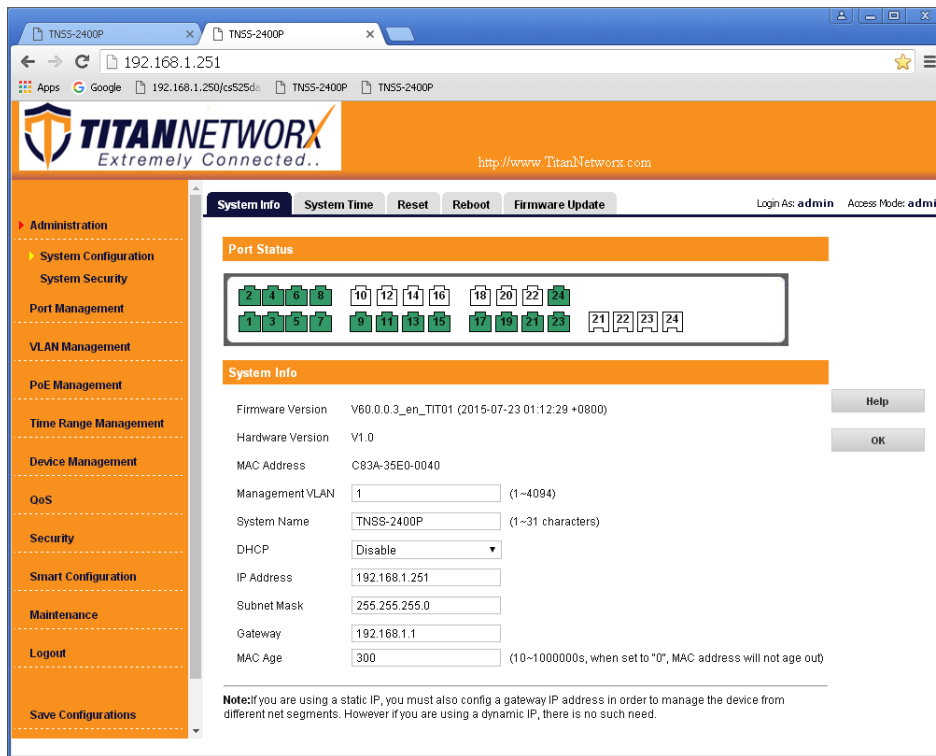 TNSS-2400P TNSS-2400P
192.168.1.251
Apps Google 192.168.1.250/cs525d TNSS-2400P TNSS-2400P
TITANNETWORX
Extremely Connected..
http://www.TitanNetworx.com
System Info System Time Reset Reboot Firmware Update Login As: admin Access Mode: admi
Administration
System Configuration
System Security
Port Management
VLAN Management
PoE Management
Time Range Management
Device Management
QoS
Security
Smart Configuration
Maintenance
Logout
Save Configurations
Port Status
2 4 6 8 10 12 14 16 18 20 22 24
1 3 5 7 9 11 13 15 17 19 21 23 21 22 23 24
System Info
Firmware Version V60.0.0.3_en_TIT01 (2015-07-23 01:12:29 +0800)
Hardware Version V1.0
MAC Address C83A-35E0-0040
Management VLAN 1 (1~4094)
System Name TNSS-2400P (1~31 characters)
DHCP Disable
IP Address 192.168.1.251
Subnet Mask 255.255.255.0
Gateway 192.168.1.1
MAC Age 300 (10~1000000s, when set to "0", MAC address will not age out)
Note:If you are using a static IP, you must also config a gateway IP address in order to manage the device from
different net segments. However if you are using a dynamic IP, there is no such need.
Help
OK